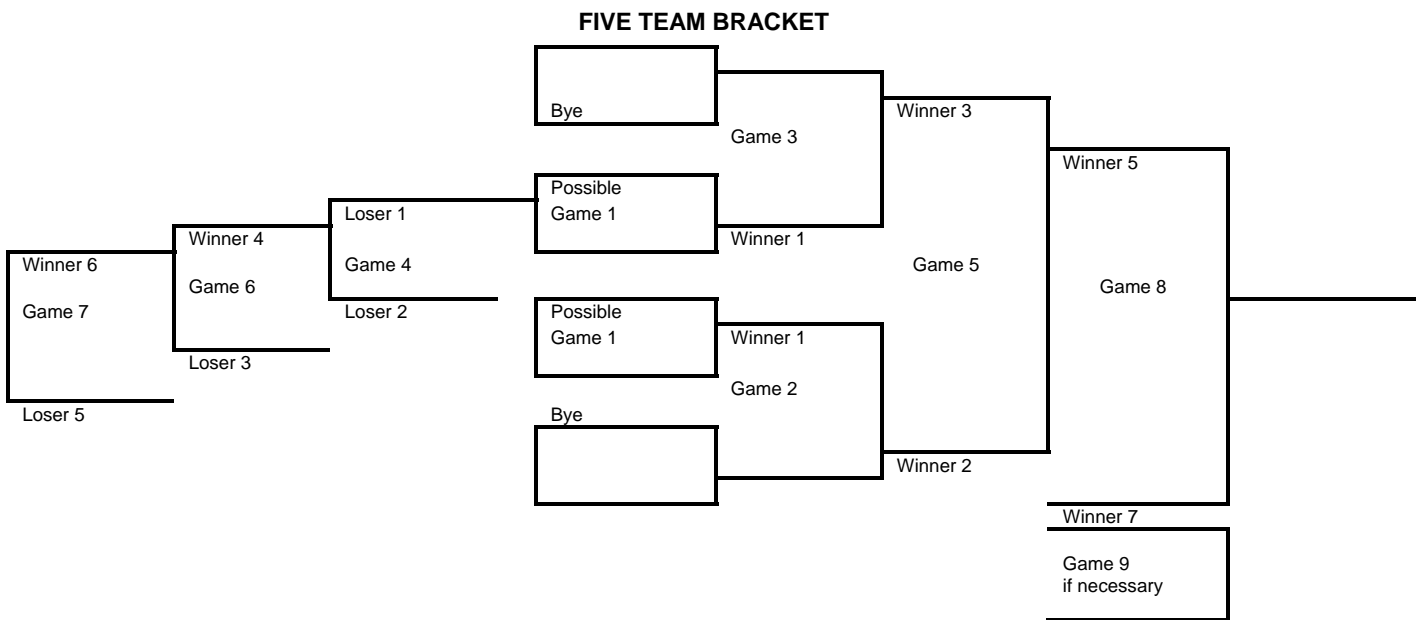 FIVE TEAM BRACKET
Bye
Winner 3
Game 3
Winner 5
Possible
Loser 1
Game 1
Winner 4
Winner 1
Winner 6
Game 4
Game 5
Game 6
Game 8
Game 7
Loser 2
Possible
Game 1
Winner 1
Loser 3
Game 2
Loser 5
Bye
Winner 2
Winner 7
Game 9
if necessary